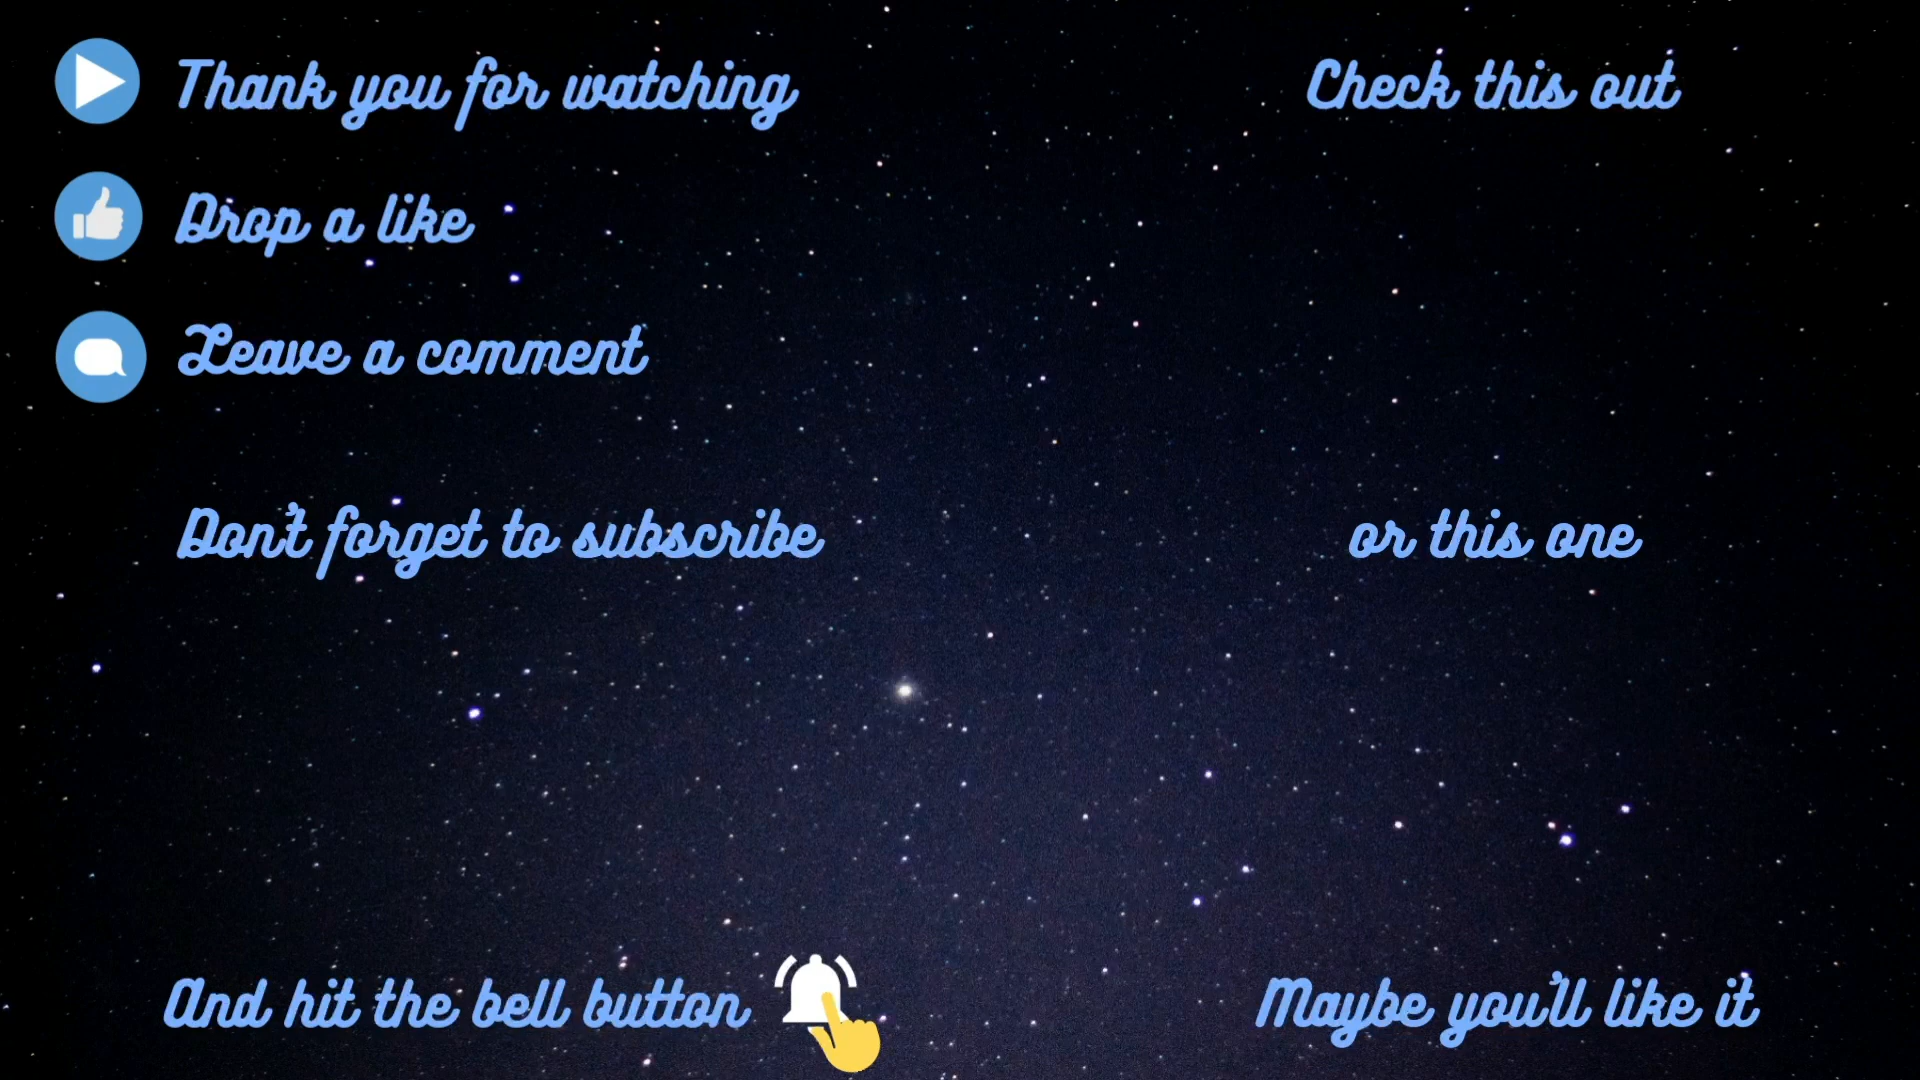 Thank you for watching
Drop a like
Leave a comment
Don't forget to subscribe
And hit the bell button
Check this out
or this one
Maybe you'll like it